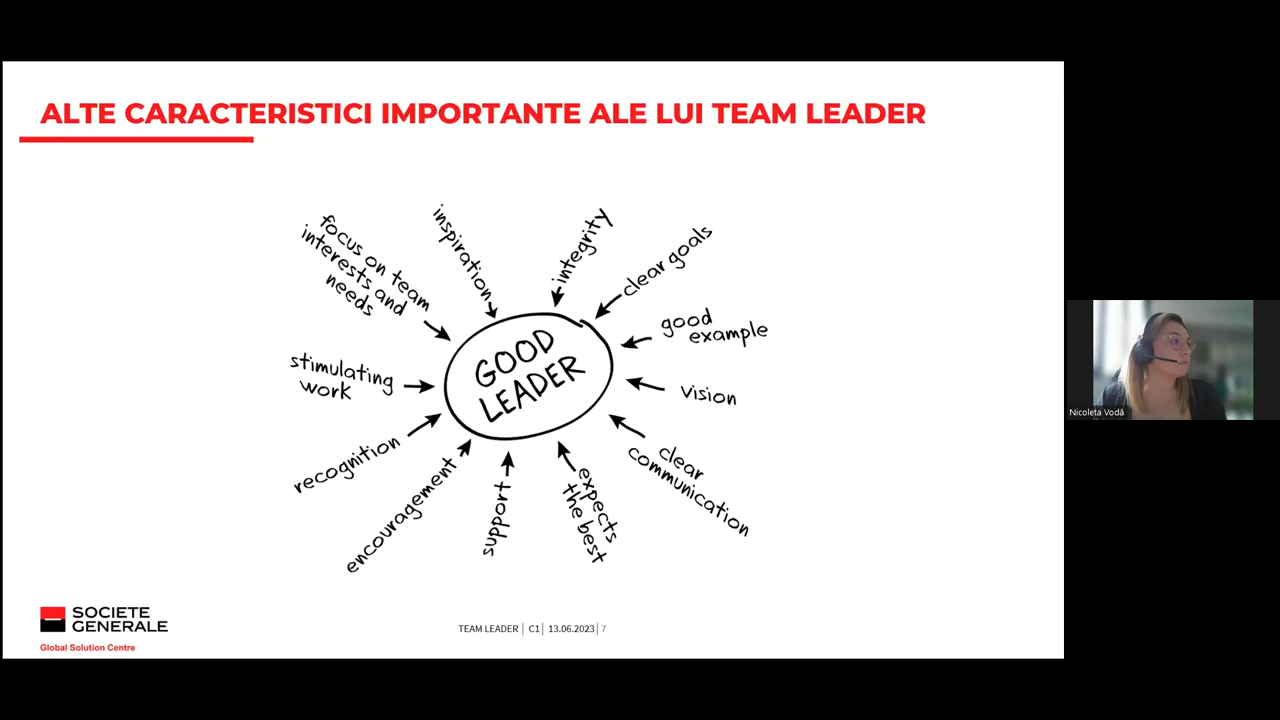 ALTE CARACTERISTICI IMPORTANTE ALE LUI TEAM LEADER
focus on team
interests and
needs
inspiration
integrity
clear goals
good
example
stimulating
work
GOOD
LEADER
vision
recognition
clear
communication
encouragement
support
expects
the best
SOCIETE
GENERALE
Global Solution Centre
TEAM LEADER | C1 | 13.06.2023 | 7
Nicoleta Vodă